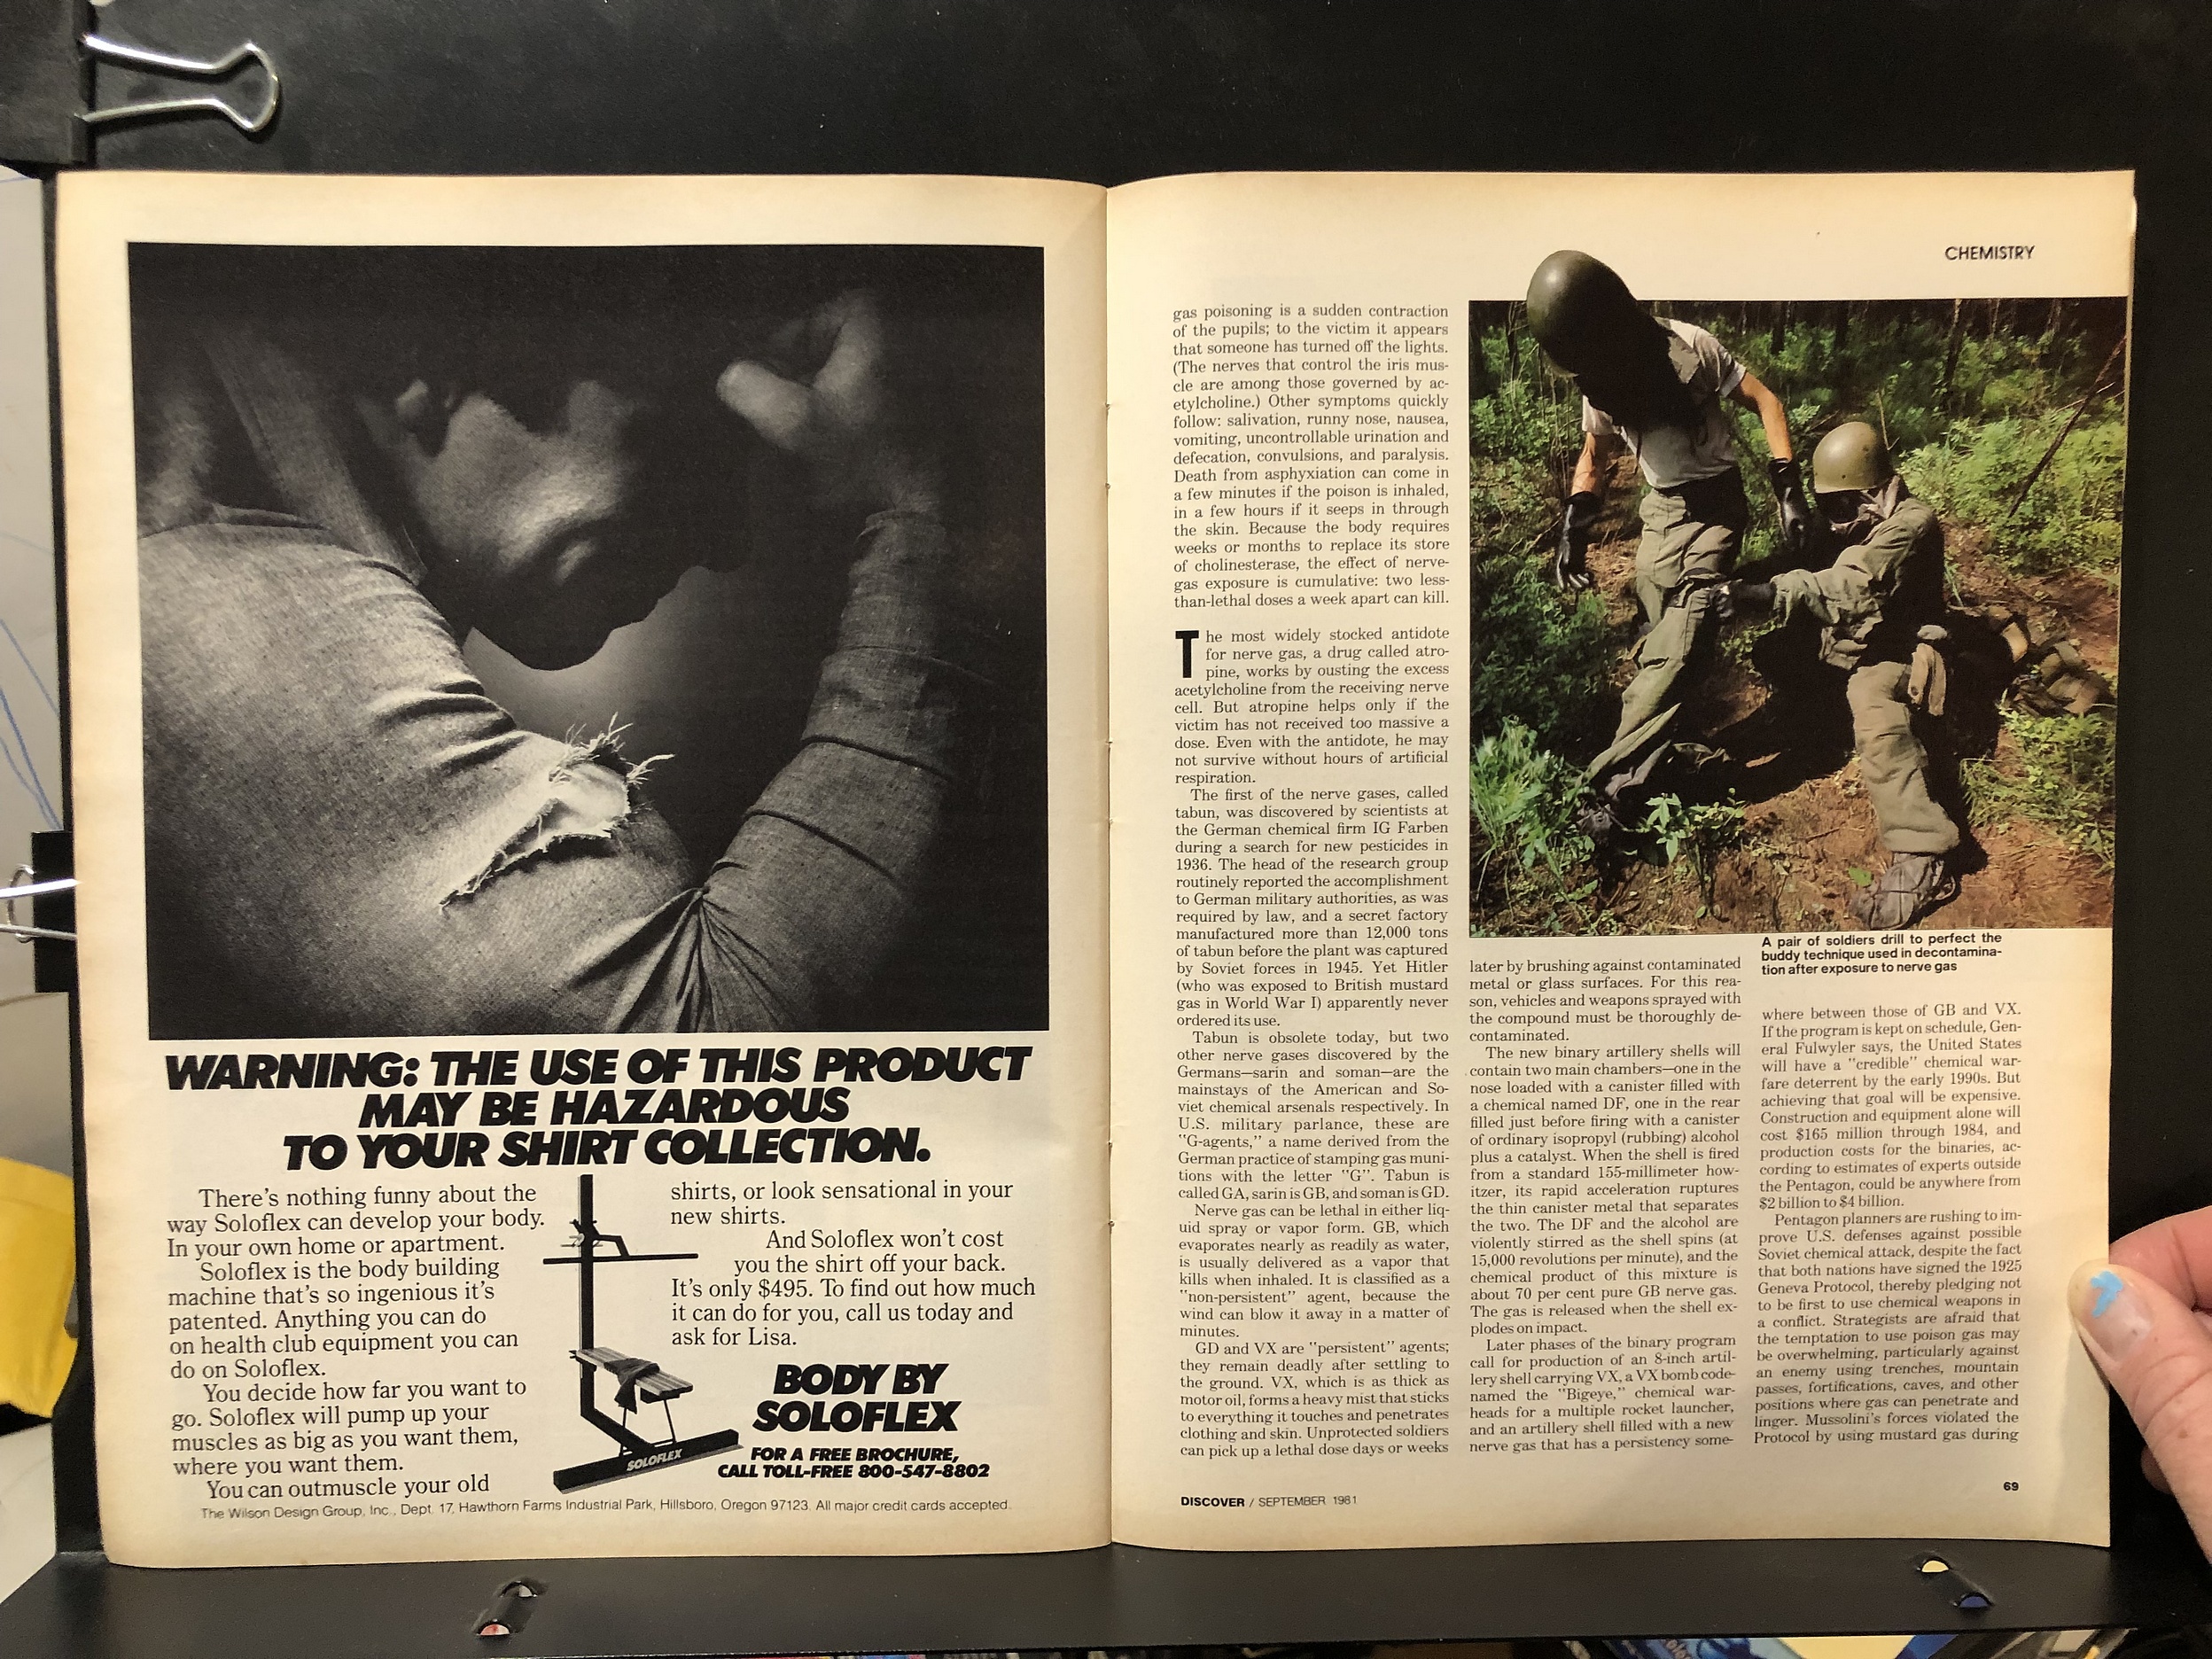 WARNING: THE USE OF THIS PRODUCT
MAY BE HAZARDOUS
TO YOUR SHIRT COLLECTION.
There's nothing funny about the
way Soloflex can develop your body.
In your own home or apartment.
Soloflex is the body building
machine that's so ingenious it's
patented. Anything you can do
on health club equipment you can
do on Soloflex.
You decide how far you want to
go. Soloflex will pump up your
muscles as big as you want them,
where you want them.
You can outmuscle your old
shirts, or look sensational in your
new shirts.
And Soloflex won't cost
you the shirt off your back.
It's only $495. To find out how much
it can do for you, call us today and
ask for Lisa.
SOLOFLEX
BODY BY
SOLOFLEX
FOR A FREE BROCHURE,
CALL TOLL-FREE 800-547-8802
The Wilson Design Group, Inc., Dept. 17, Hawthorn Farms Industrial Park, Hillsboro, Oregon 97123. All major credit cards accepted.
CHEMISTRY
gas poisoning is a sudden contraction
of the pupils; to the victim it appears
that someone has turned off the lights.
(The nerves that control the iris mus-
cle are among those governed by ac-
etylcholine.) Other symptoms quickly
follow: salivation, runny nose, nausea,
vomiting, uncontrollable urination and
defecation, convulsions, and paralysis.
Death from asphyxiation can come in
a few minutes if the poison is inhaled,
in a few hours if it seeps in through
the skin. Because the body requires
weeks or months to replace its store
of cholinesterase, the effect of nerve-
gas exposure is cumulative: two less-
than-lethal doses a week apart can kill.
The most widely stocked antidote
for nerve gas, a drug called atro-
pine, works by ousting the excess
acetylcholine from the receiving nerve
cell. But atropine helps only if the
victim has not received too massive a
dose. Even with the antidote, he may
not survive without hours of artificial
respiration.
The first of the nerve gases, called
tabun, was discovered by scientists at
the German chemical firm IG Farben
during a search for new pesticides in
1936. The head of the research group
routinely reported the accomplishment
to German military authorities, as was
required by law, and a secret factory
manufactured more than 12,000 tons
of tabun before the plant was captured
by Soviet forces in 1945. Yet Hitler
(who was exposed to British mustard
gas in World War I) apparently never
ordered its use.
Tabun is obsolete today, but two
other nerve gases discovered by the
Germans—sarin and soman—are the
mainstays of the American and So-
viet chemical arsenals respectively. In
U.S. military parlance, these are
"G-agents," a name derived from the
German practice of stamping gas muni-
tions with the letter "G". Tabun is
called GA, sarin is GB, and soman is GD.
Nerve gas can be lethal in either liq-
uid spray or vapor form. GB, which
evaporates nearly as readily as water,
is usually delivered as a vapor that
kills when inhaled. It is classified as a
"non-persistent" agent, because the
wind can blow it away in a matter of
minutes.
GD and VX are "persistent" agents;
they remain deadly after settling to
the ground. VX, which is as thick as
motor oil, forms a heavy mist that sticks
to everything it touches and penetrates
clothing and skin. Unprotected soldiers
can pick up a lethal dose days or weeks
later by brushing against contaminated
metal or glass surfaces. For this rea-
son, vehicles and weapons sprayed with
the compound must be thoroughly de-
contaminated.
The new binary artillery shells will
contain two main chambers—one in the
nose loaded with a canister filled with
a chemical named DF, one in the rear
filled just before firing with a canister
of ordinary isopropyl (rubbing) alcohol
plus a catalyst. When the shell is fired
from a standard 155-millimeter how-
itzer, its rapid acceleration ruptures
the thin canister metal that separates
the two. The DF and the alcohol are
violently stirred as the shell spins (at
15,000 revolutions per minute), and the
chemical product of this mixture is
about 70 per cent pure GB nerve gas.
The gas is released when the shell ex-
plodes on impact.
Later phases of the binary program
call for production of an 8-inch artil-
lery shell carrying VX, a VX bomb code-
named the "Bigeye," chemical war-
heads for a multiple rocket launcher,
and an artillery shell filled with a new
nerve gas that has a persistency some-
A pair of soldiers drill to perfect the
buddy technique used in decontamina-
tion after exposure to nerve gas
where between those of GB and VX.
If the program is kept on schedule, Gen-
eral Fulwyler says, the United States
will have a "credible" chemical war-
fare deterrent by the early 1990s. But
achieving that goal will be expensive.
Construction and equipment alone will
cost $165 million through 1984, and
production costs for the binaries, ac-
cording to estimates of experts outside
the Pentagon, could be anywhere from
$2 billion to $4 billion.
Pentagon planners are rushing to im-
prove U.S. defenses against possible
Soviet chemical attack, despite the fact
that both nations have signed the 1925
Geneva Protocol, thereby pledging not
to be first to use chemical weapons in
a conflict. Strategists are afraid that
the temptation to use poison gas may
be overwhelming, particularly against
an enemy using trenches, mountain
passes, fortifications, caves, and other
positions where gas can penetrate and
linger. Mussolini's forces violated the
Protocol by using mustard gas during
DISCOVER / SEPTEMBER 1981
69